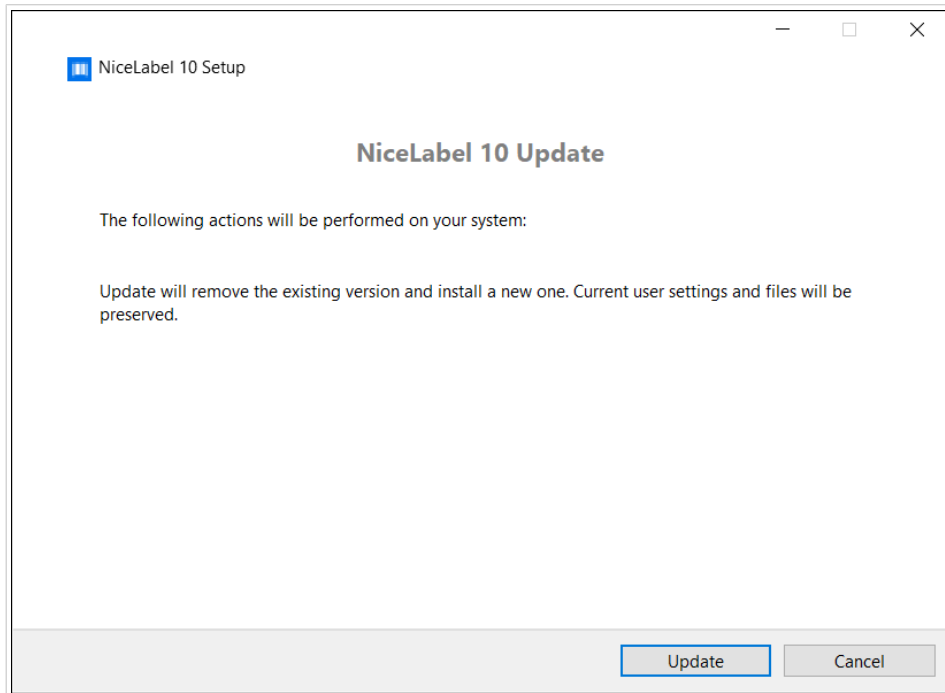 NiceLabel 10 Setup
NiceLabel 10 Update
The following actions will be performed on your system:
Update will remove the existing version and install a new one. Current user settings and files will be
preserved.
Update
Cancel